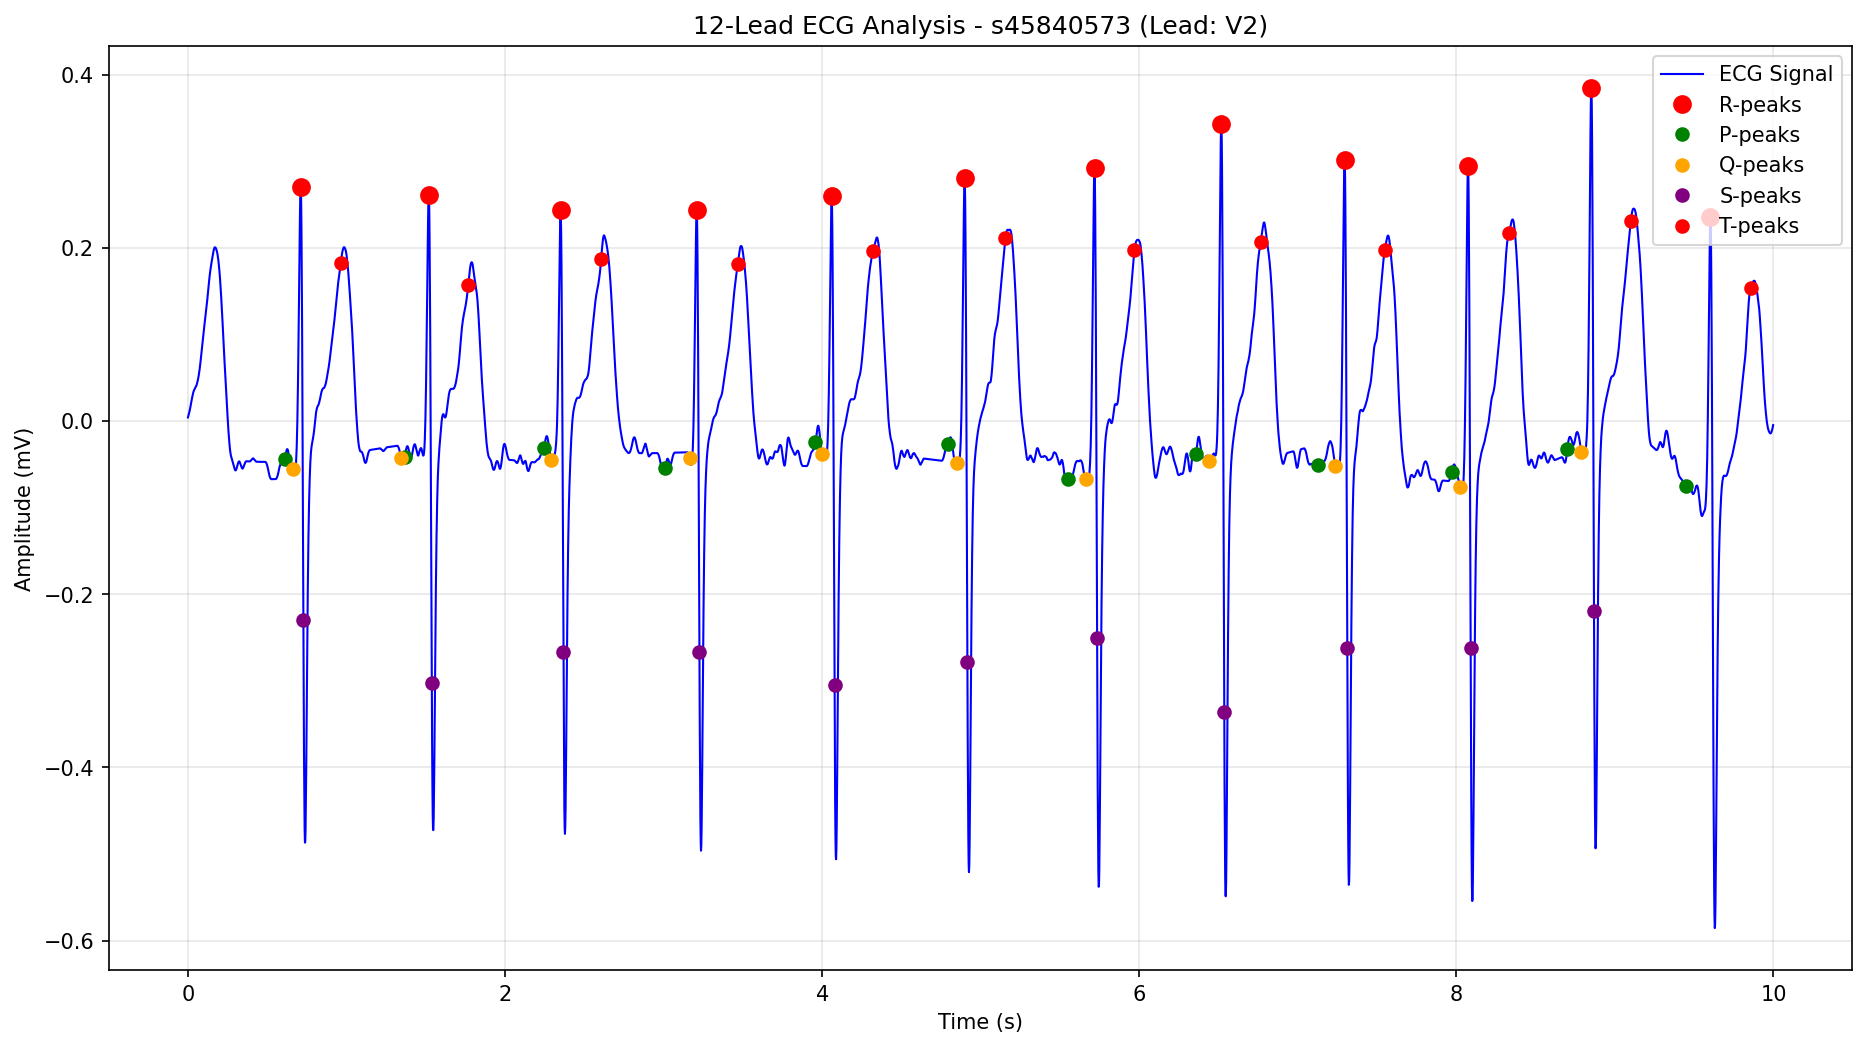 12-Lead ECG Analysis - s45840573 (Lead: V2)
ECG Signal
R-peaks
P-peaks
Q-peaks
S-peaks
T-peaks
Amplitude (mV)
0.4
0.2
0.0
−0.2
−0.4
−0.6
0 2 4 6 8 10
Time (s)